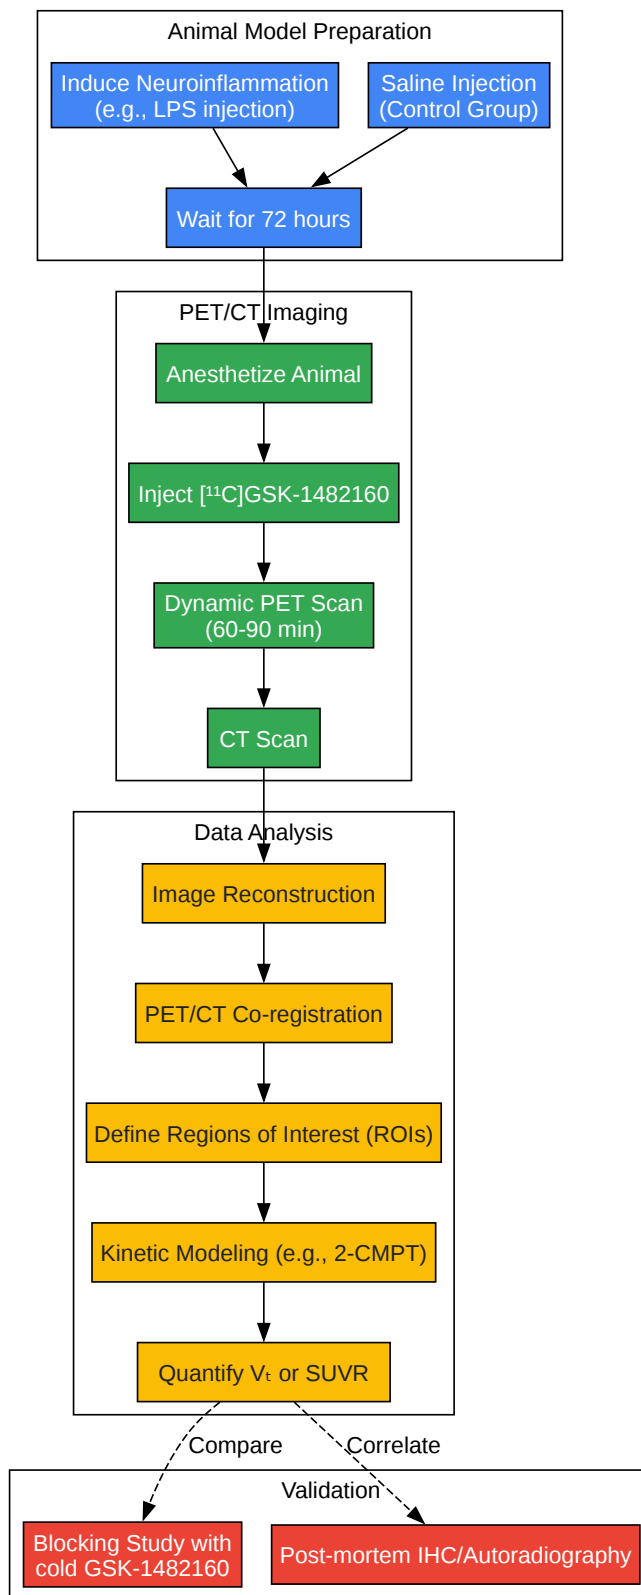 Animal Model Preparation
Induce Neuroinflammation
(e.g., LPS injection)
Saline Injection
(Control Group)
Wait for 72 hours
PET/CT Imaging
Anesthetize Animal
Inject [¹¹C]GSK-1482160
Dynamic PET Scan
(60-90 min)
CT Scan
Data Analysis
Image Reconstruction
PET/CT Co-registration
Define Regions of Interest (ROIs)
Kinetic Modeling (e.g., 2-CMPT)
Quantify Vₜ or SUVR
Compare
Correlate
Validation
Blocking Study with
cold GSK-1482160
Post-mortem IHC/Autoradiography